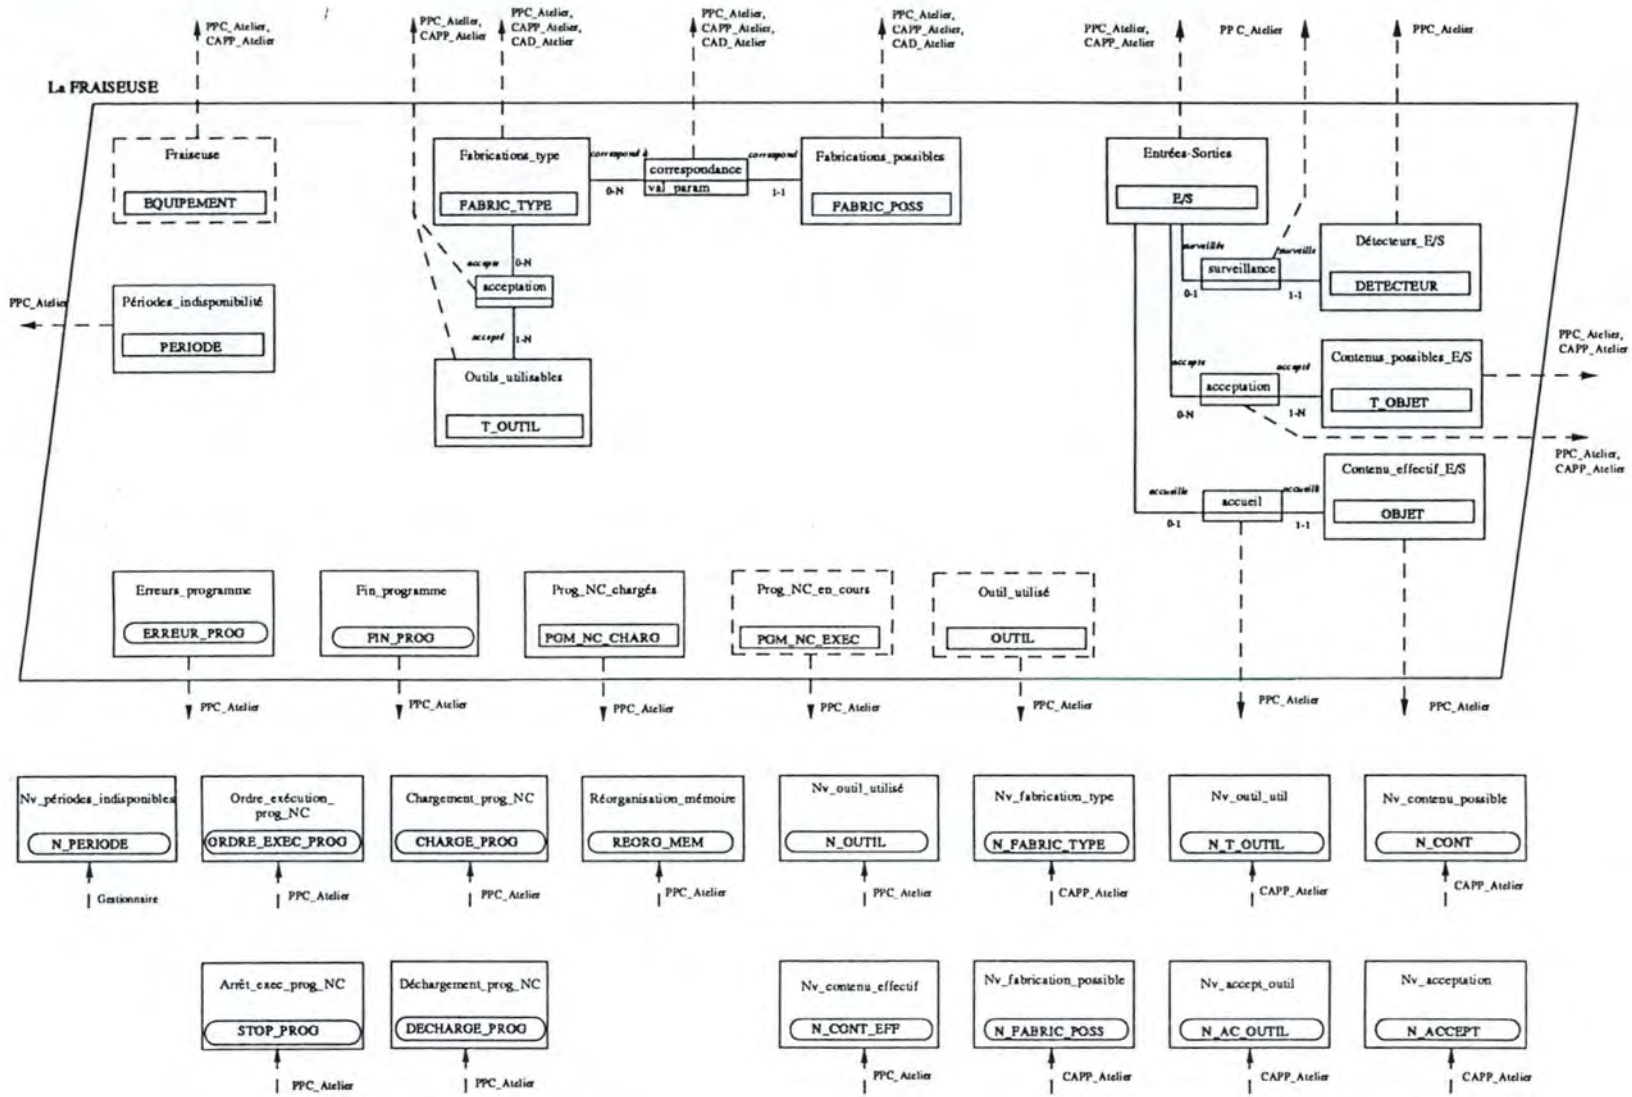 PPC_Atelier,
CAPP_Atelier
PPC_Atelier,
CAPP_Atelier
PPC_Atelier,
CAPP_Atelier,
CAD_Atelier
PPC_Atelier,
CAPP_Atelier,
CAD_Atelier
PPC_Atelier,
CAPP_Atelier,
CAD_Atelier
PPC_Atelier,
CAPP_Atelier
PPC_Atelier
PPC_Atelier
La FRAISEUSE
Fraiseuse
EQUIPEMENT
Fabrications_type
FABRIC_TYPE
correspond à
0-N
correspondance
val_param
correspond
1-1
Fabrications_possibles
FABRIC_POSS
Entrées-Sorties
E/S
surveillée
0-1
surveillance
surveille
1-1
Détecteurs_E/S
DETECTEUR
PPC_Atelier
Périodes_indisponibilité
PERIODE
accepte
0-N
acceptation
accepté
1-N
Outils_utilisables
T_OUTIL
accepte
0-N
acceptation
accepté
1-N
Contenus_possibles_E/S
T_OBJET
PPC_Atelier,
CAPP_Atelier
PPC_Atelier,
CAPP_Atelier
accueille
0-1
accueil
accueilli
1-1
Contenu_effectif_E/S
OBJET
Erreurs_programme
ERREUR_PROG
Fin_programme
FIN_PROG
Prog_NC_chargés
PGM_NC_CHARG
Prog_NC_en_cours
PGM_NC_EXEC
Outil_utilisé
OUTIL
PPC_Atelier
PPC_Atelier
PPC_Atelier
PPC_Atelier
PPC_Atelier
PPC_Atelier
PPC_Atelier
Nv_périodes_indisponibles
N_PERIODE
Gestionnaire
Ordre_exécution_
prog_NC
ORDRE_EXEC_PROG
PPC_Atelier
Chargement_prog_NC
CHARGE_PROG
PPC_Atelier
Réorganisation_mémoire
REORG_MEM
PPC_Atelier
Nv_outil_utilisé
N_OUTIL
PPC_Atelier
Nv_fabrication_type
N_FABRIC_TYPE
CAPP_Atelier
Nv_outil_util
N_T_OUTIL
CAPP_Atelier
Nv_contenu_possible
N_CONT
CAPP_Atelier
Arrêt_exec_prog_NC
STOP_PROG
PPC_Atelier
Déchargement_prog_NC
DECHARGE_PROG
PPC_Atelier
Nv_contenu_effectif
N_CONT_EFF
PPC_Atelier
Nv_fabrication_possible
N_FABRIC_POSS
CAPP_Atelier
Nv_accept_outil
N_AC_OUTIL
CAPP_Atelier
Nv_acceptation
N_ACCEPT
CAPP_Atelier